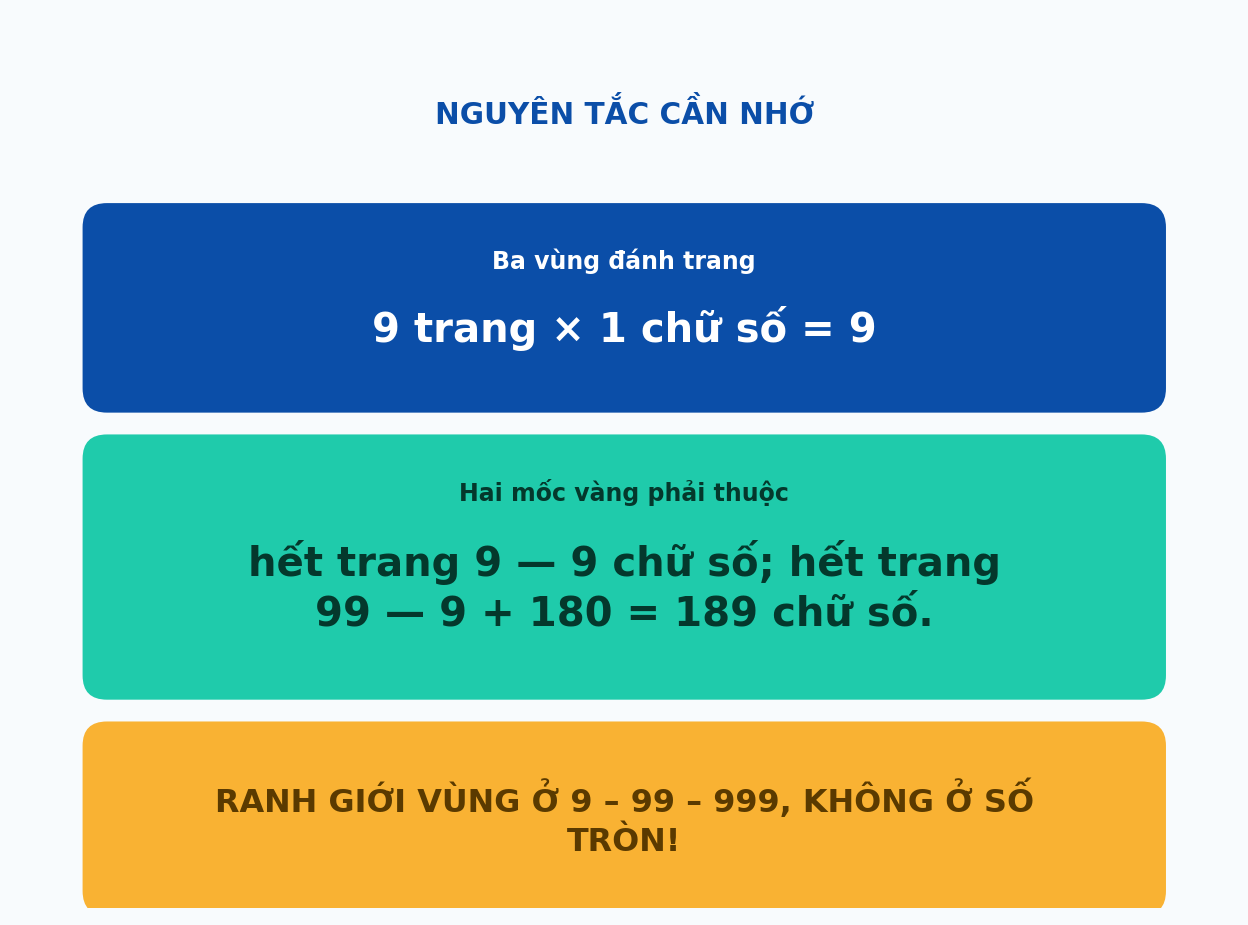 NGUYÊN TẮC CẦN NHỚ
Ba vùng đánh trang
9 trang × 1 chữ số = 9
Hai mốc vàng phải thuộc
hết trang 9 — 9 chữ số; hết trang
99 — 9 + 180 = 189 chữ số.
RANH GIỚI VÙNG Ở 9 – 99 – 999, KHÔNG Ở SỐ
TRÒN!